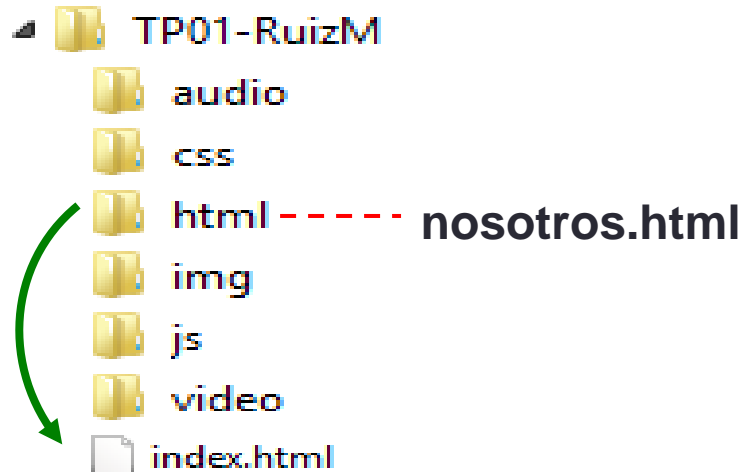 TP01-RuizM
audio
css
html
nosotros.html
img
js
video
index.html